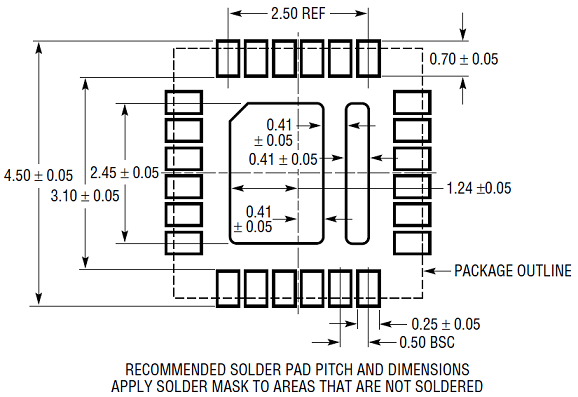 2.50 REF
0.70 ± 0.05
0.41
± 0.05
0.41 ± 0.05
4.50 ± 0.05
2.45 ± 0.05
3.10 ± 0.05
1.24 ±0.05
0.41
± 0.05
PACKAGE OUTLINE
0.25 ± 0.05
0.50 BSC
RECOMMENDED SOLDER PAD PITCH AND DIMENSIONS
APPLY SOLDER MASK TO AREAS THAT ARE NOT SOLDERED